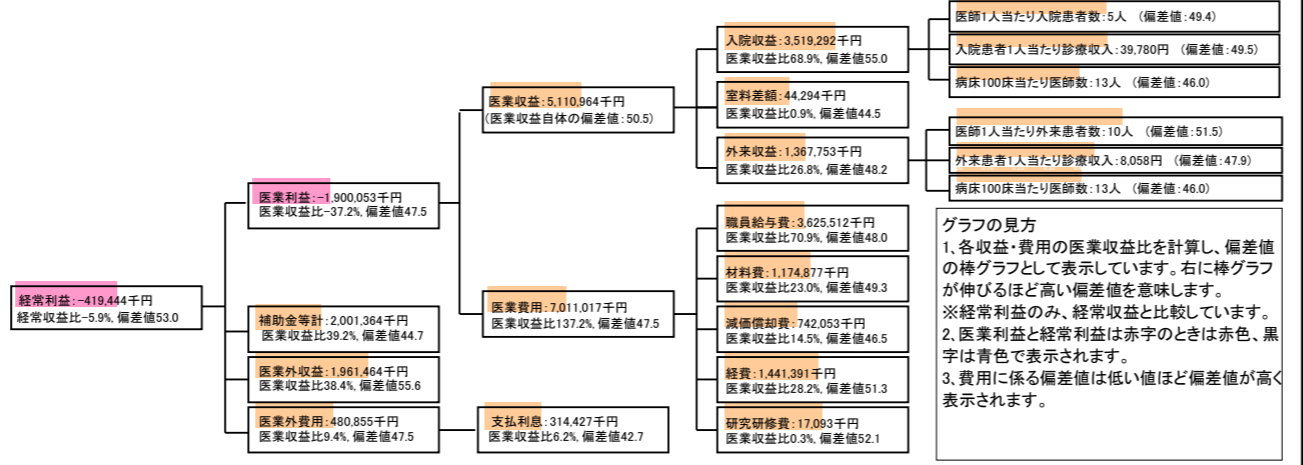 経常利益:-419,444千円
経常収益比-5.9%, 偏差値53.0
医業利益:-1,900,053千円
医業収益比-37.2%, 偏差値47.5
補助金等計:2,001,364千円
医業収益比39.2%, 偏差値44.7
医業外収益:1,961,464千円
医業収益比38.4%, 偏差値55.6
医業外費用:480,855千円
医業収益比9.4%, 偏差値47.5
医業収益:5,110,964千円
(医業収益自体の偏差値:50.5)
医業費用:7,011,017千円
医業収益比137.2%, 偏差値47.5
支払利息:314,427千円
医業収益比6.2%, 偏差値42.7
入院収益:3,519,292千円
医業収益比68.9%, 偏差値55.0
室料差額:44,294千円
医業収益比0.9%, 偏差値44.5
外来収益:1,367,753千円
医業収益比26.8%, 偏差値48.2
職員給与費:3,625,512千円
医業収益比70.9%, 偏差値48.0
材料費:1,174,877千円
医業収益比23.0%, 偏差値49.3
減価償却費:742,053千円
医業収益比14.5%, 偏差値46.5
経費:1,441,391千円
医業収益比28.2%, 偏差値51.3
研究研修費:17,093千円
医業収益比0.3%, 偏差値52.1
医師1人当たり入院患者数:5人 (偏差値:49.4)
入院患者1人当たり診療収入:39,780円 (偏差値:49.5)
病床100床当たり医師数:13人 (偏差値:46.0)
医師1人当たり外来患者数:10人 (偏差値:51.5)
外来患者1人当たり診療収入:8,058円 (偏差値:47.9)
病床100床当たり医師数:13人 (偏差値:46.0)
グラフの見方
1、各収益・費用の医業収益比を計算し、偏差値
の棒グラフとして表示しています。右に棒グラフ
が伸びるほど高い偏差値を意味します。
※経常利益のみ、経常収益と比較しています。
2、医業利益と経常利益は赤字のときは赤色、黒
字は青色で表示されます。
3、費用に係る偏差値は低い値ほど偏差値が高く
表示されます。